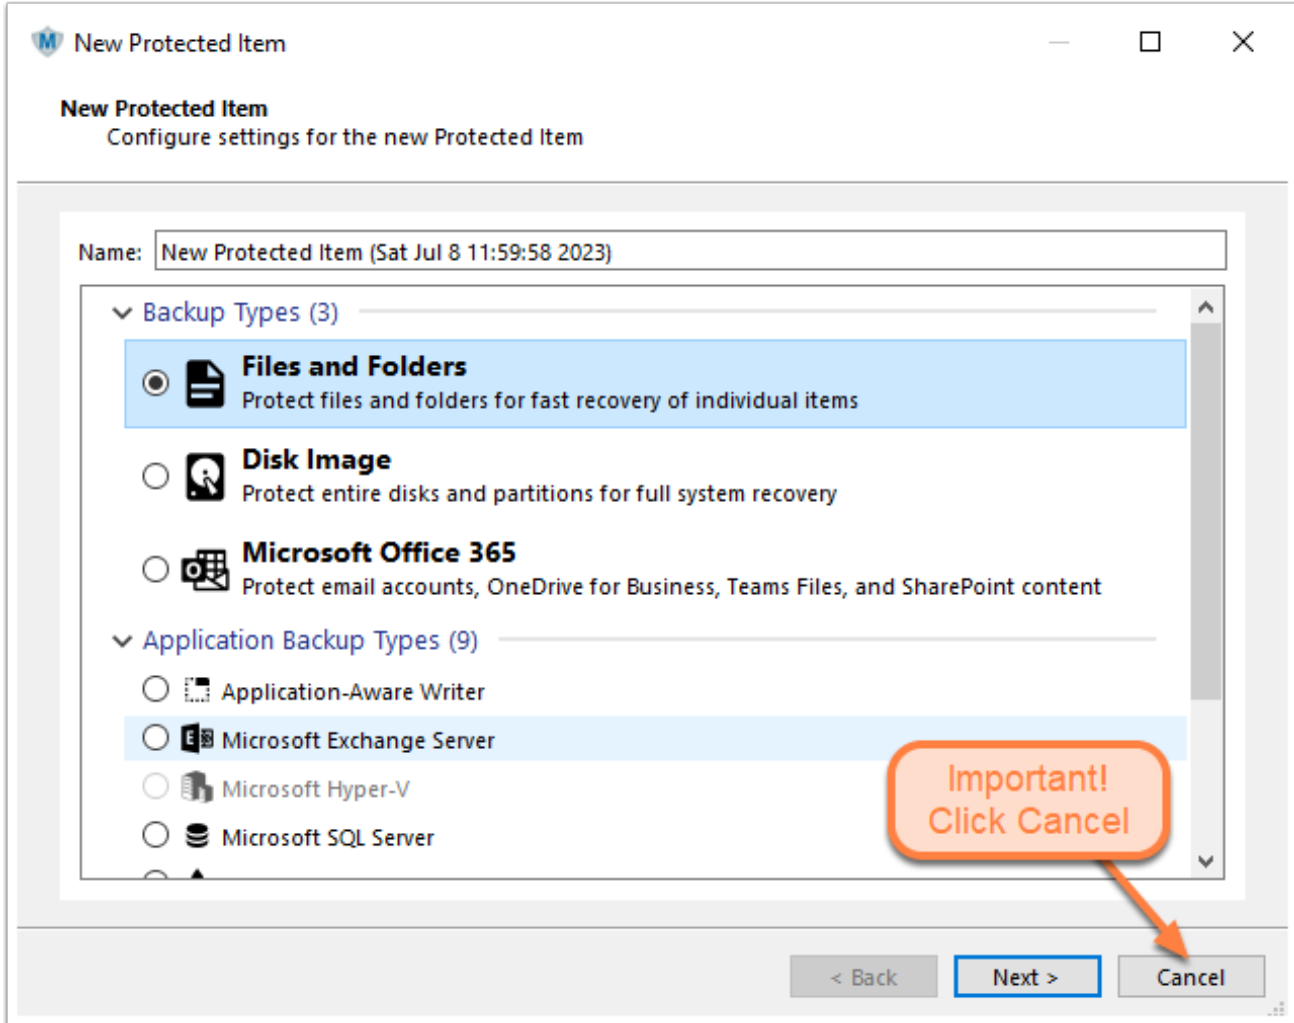 New Protected Item
New Protected Item
Configure settings for the new Protected Item
Name: New Protected Item (Sat Jul 8 11:59:58 2023)
Backup Types (3)
Files and Folders
Protect files and folders for fast recovery of individual items
Disk Image
Protect entire disks and partitions for full system recovery
Microsoft Office 365
Protect email accounts, OneDrive for Business, Teams Files, and SharePoint content
Application Backup Types (9)
Application-Aware Writer
Microsoft Exchange Server
Microsoft Hyper-V
Microsoft SQL Server
Important!
Click Cancel
< Back Next > Cancel